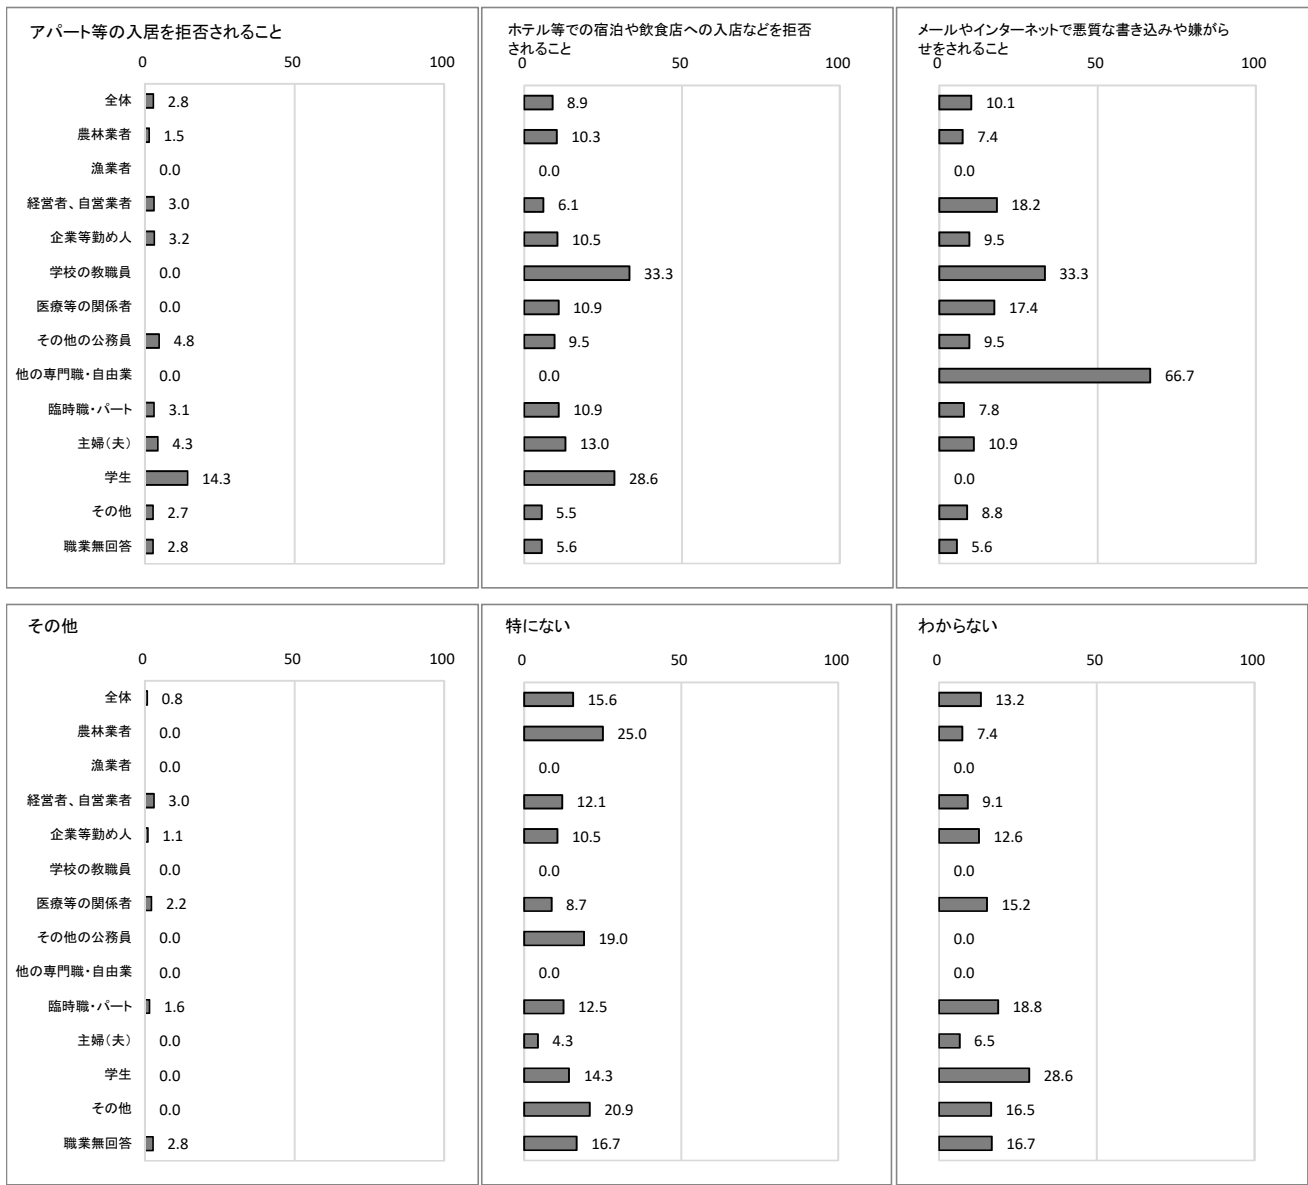 アパート等の入居を拒否されること
0 50 100
全体 2.8
農林業者 1.5
漁業者 0.0
経営者、自営業者 3.0
企業等勤め人 3.2
学校の教職員 0.0
医療等の関係者 0.0
その他の公務員 4.8
他の専門職・自由業 0.0
臨時職・パート 3.1
主婦(夫) 4.3
学生 14.3
その他 2.7
職業無回答 2.8
ホテル等での宿泊や飲食店への入店などを拒否
されること
0 50 100
8.9
10.3
0.0
6.1
10.5
33.3
10.9
9.5
0.0
10.9
13.0
28.6
5.5
5.6
メールやインターネットで悪質な書き込みや嫌がら
せをされること
0 50 100
10.1
7.4
0.0
18.2
9.5
33.3
17.4
9.5
66.7
7.8
10.9
0.0
8.8
5.6
その他
0 50 100
全体 0.8
農林業者 0.0
漁業者 0.0
経営者、自営業者 3.0
企業等勤め人 1.1
学校の教職員 0.0
医療等の関係者 2.2
その他の公務員 0.0
他の専門職・自由業 0.0
臨時職・パート 1.6
主婦(夫) 0.0
学生 0.0
その他 0.0
職業無回答 2.8
特にない
0 50 100
15.6
25.0
0.0
12.1
10.5
0.0
8.7
19.0
0.0
12.5
4.3
14.3
20.9
16.7
わからない
0 50 100
13.2
7.4
0.0
9.1
12.6
0.0
15.2
0.0
0.0
18.8
6.5
28.6
16.5
16.7